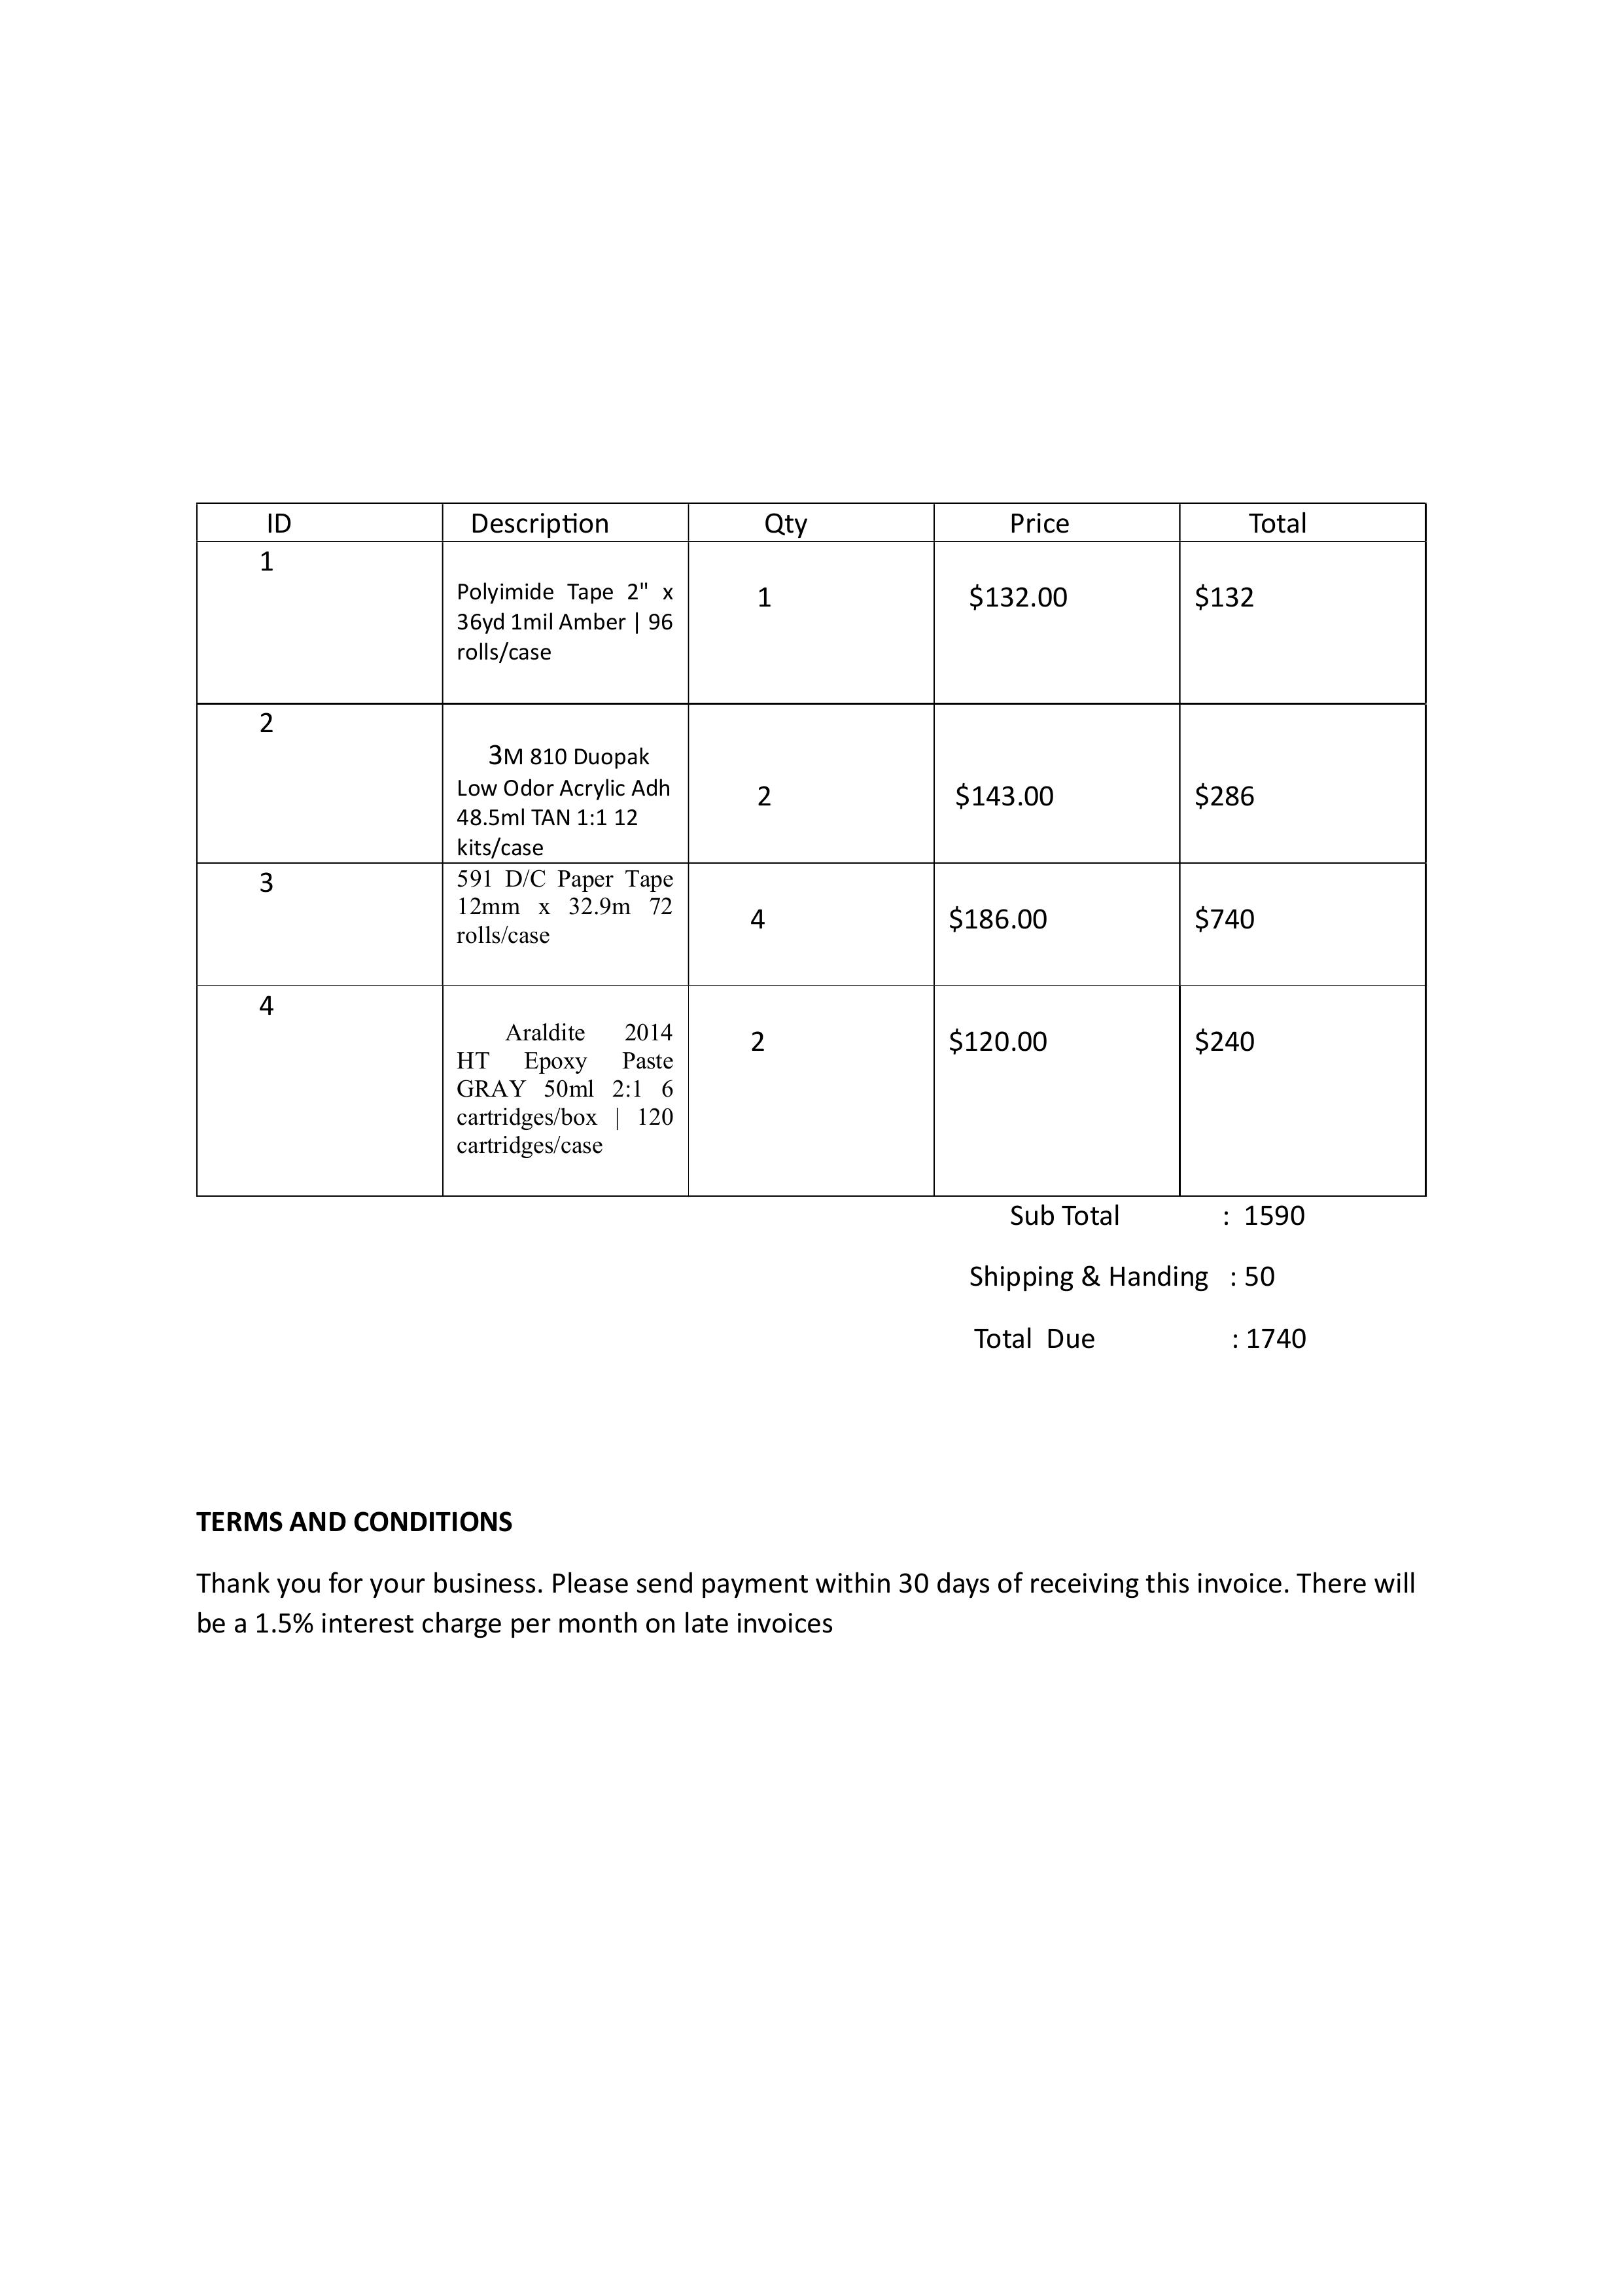 ID Description Qty Price Total
1
Polyimide Tape 2" x
36yd 1mil Amber | 96
rolls/case
1 $132.00 $132
2
3M 810 Duopak
Low Odor Acrylic Adh
48.5ml TAN 1:1 12
kits/case
2 $143.00 $286
3
591 D/C Paper Tape
12mm x 32.9m 72
rolls/case
4 $186.00 $740
4
Araldite 2014
HT Epoxy Paste
GRAY 50ml 2:1 6
cartridges/box | 120
cartridges/case
2 $120.00 $240
Sub Total : 1590
Shipping & Handing : 50
Total Due : 1740
TERMS AND CONDITIONS
Thank you for your business. Please send payment within 30 days of receiving this invoice. There will
be a 1.5% interest charge per month on late invoices